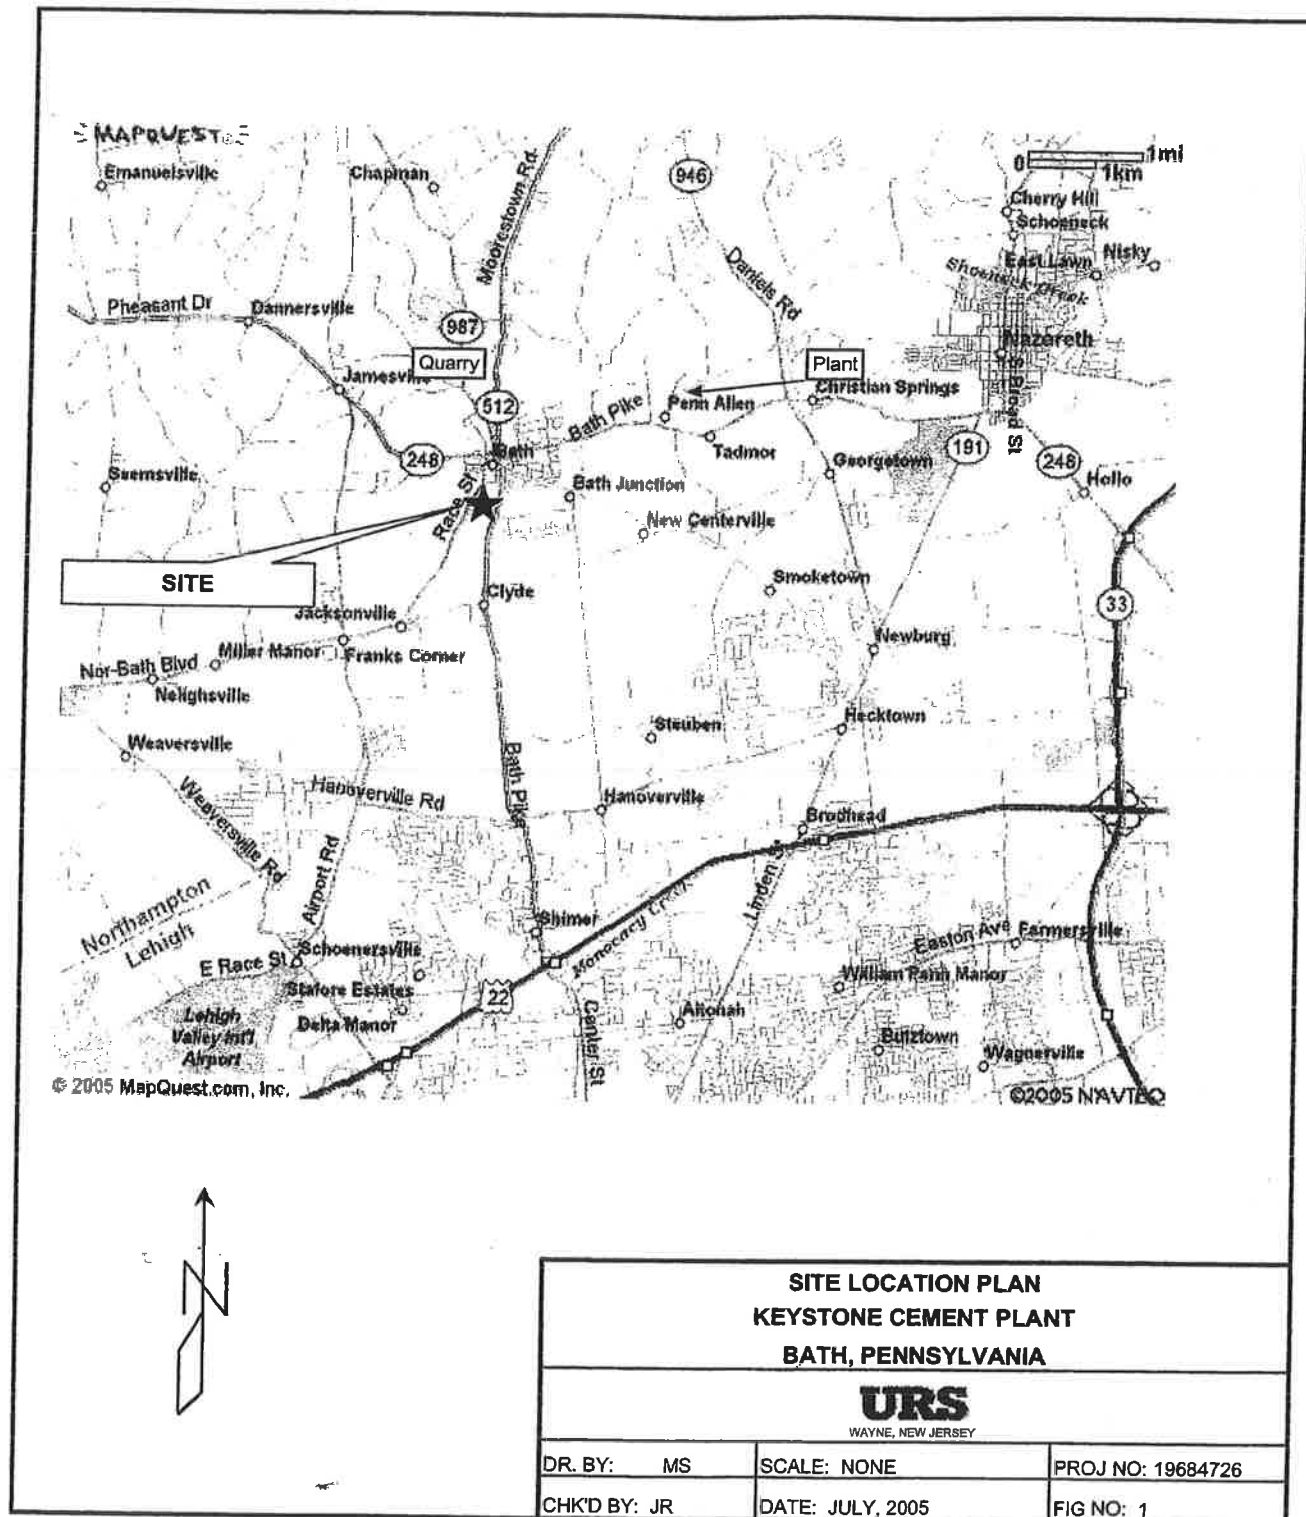 MAPQUEST
Emanuelsville
Chapman
Moorestown Rd.
946
0
1mi
1km
Cherry Hill
Schoeneck
East Lawn
Nisky
Shoeneck Creek
Daniels Rd
Pheasant Dr
Dannersville
987
Nazareth
Quarry
Plant
Jamesville
Christian Springs
512
Bath Pike
Penn Allen
S Broad St
248
Bath
Tadmor
Georgetown
191
248
Hollo
Seemsville
Race St
Bath Junction
New Centerville
SITE
Clyde
Smoketown
33
Jacksonville
Newburg
Nor-Bath Blvd
Miller Manor
Franks Corner
Nelighsville
Steuben
Hecktown
Weaversville
Bath Pike
Weaversville Rd
Hanoverville Rd
Hanoverville
Brodhead
Airport Rd
Linden St
Northampton
Lehigh
Shimer
Monocacy Creek
Easton Ave
Farmersville
E Race St
Schoenersville
William Penn Manor
Stafore Estates
22
Lehigh
Valley Int'l
Airport
Delta Manor
Center St
Altonah
Butztown
Wagnerville
© 2005 MapQuest.com, Inc.
©2005 NAVTEQ
N
SITE LOCATION PLAN
KEYSTONE CEMENT PLANT
BATH, PENNSYLVANIA
URS
WAYNE, NEW JERSEY
DR. BY: MS
SCALE: NONE
PROJ NO: 19684726
CHK'D BY: JR
DATE: JULY, 2005
FIG NO: 1